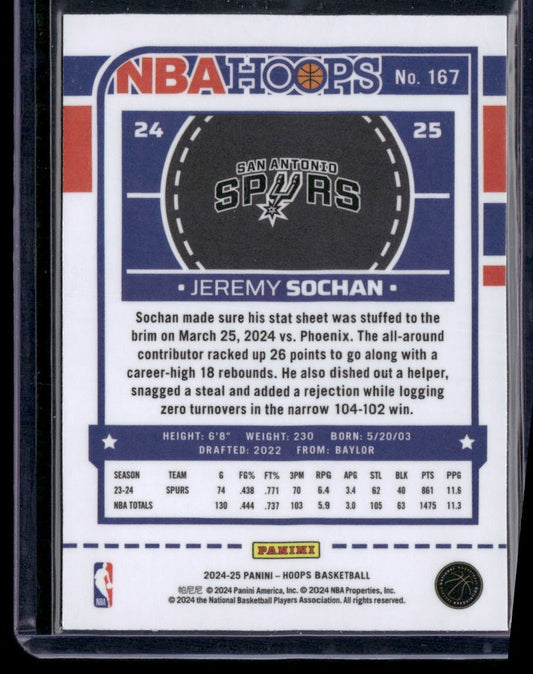 NBA HOOPS No. 167
24 25
SAN ANTONIO
SPURS
• JEREMY SOCHAN •
Sochan made sure his stat sheet was stuffed to the
brim on March 25, 2024 vs. Phoenix. The all-around
contributor racked up 26 points to go along with a
career-high 18 rebounds. He also dished out a helper,
snagged a steal and added a rejection while logging
zero turnovers in the narrow 104-102 win.
HEIGHT: 6'8" WEIGHT: 230 BORN: 5/20/03
DRAFTED: 2022 FROM: BAYLOR
SEASON TEAM G FG% FT% 3PM RPG APG STL BLK PTS PPG
23-24 SPURS 74 .438 .771 70 6.4 3.4 62 40 861 11.6
NBA TOTALS 130 .444 .737 103 5.9 3.0 105 63 1475 11.3
PANINI
2024-25 PANINI – HOOPS BASKETBALL
帕尼尼 © 2024 Panini America, Inc. © 2024 NBA Properties, Inc.
© 2024 the National Basketball Players Association. All rights reserved.
NBA